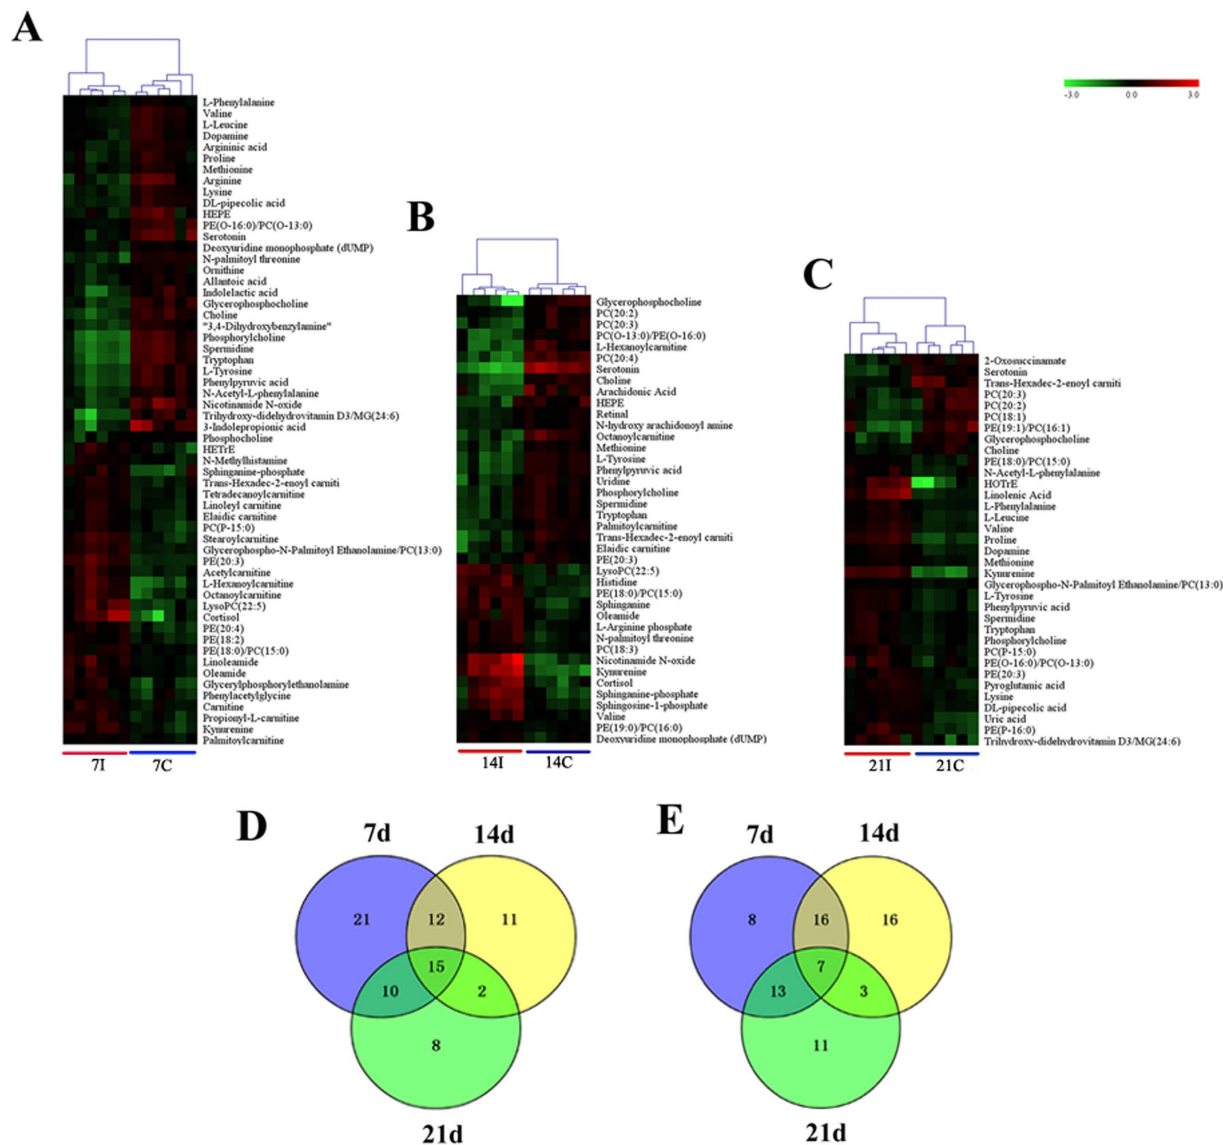 A
-3.0 0.0 3.0
L-Phenylalanine
Valine
L-Leucine
Dopamine
Argininic acid
Proline
Methionine
Arginine
Lysine
DL-pipecolic acid
HEPE
PE(O-16:0)/PC(O-13:0)
Serotonin
Deoxyuridine monophosphate (dUMP)
N-palmitoyl threonine
Ornithine
Allantoic acid
Indolelactic acid
Glycerophosphocholine
Choline
"3,4-Dihydroxybenzylamine"
Phosphorylcholine
Spermidine
Tryptophan
L-Tyrosine
Phenylpyruvic acid
N-Acetyl-L-phenylalanine
Nicotinamide N-oxide
Trihydroxy-didehydrovitamin D3/MG(24:6)
3-Indolepropionic acid
Phosphocholine
HETrE
N-Methylhistamine
Sphinganine-phosphate
Trans-Hexadec-2-enoyl carniti
Tetradecanoylcarnitine
Linoleyl carnitine
Elaidic carnitine
PC(P-15:0)
Stearoylcarnitine
Glycerophospho-N-Palmitoyl Ethanolamine/PC(13:0)
PE(20:3)
Acetylcarnitine
L-Hexanoylcarnitine
Octanoylcarnitine
LysoPC(22:5)
Cortisol
PE(20:4)
PE(18:2)
PE(18:0)/PC(15:0)
Linoleamide
Oleamide
Glycerylphosphorylethanolamine
Phenylacetylglycine
Carnitine
Propionyl-L-carnitine
Kynurenine
Palmitoylcarnitine
7I 7C
B
Glycerophosphocholine
PC(20:2)
PC(20:3)
PC(O-13:0)/PE(O-16:0)
L-Hexanoylcarnitine
PC(20:4)
Serotonin
Choline
Arachidonic Acid
HEPE
Retinal
N-hydroxy arachidonoyl amine
Octanoylcarnitine
Methionine
L-Tyrosine
Phenylpyruvic acid
Uridine
Phosphorylcholine
Spermidine
Tryptophan
Palmitoylcarnitine
Trans-Hexadec-2-enoyl carniti
Elaidic carnitine
PE(20:3)
LysoPC(22:5)
Histidine
PE(18:0)/PC(15:0)
Sphinganine
Oleamide
L-Arginine phosphate
N-palmitoyl threonine
PC(18:3)
Nicotinamide N-oxide
Kynurenine
Cortisol
Sphinganine-phosphate
Sphingosine-1-phosphate
Valine
PE(19:0)/PC(16:0)
Deoxyuridine monophosphate (dUMP)
14I 14C
C
2-Oxosuccinamate
Serotonin
Trans-Hexadec-2-enoyl carniti
PC(20:3)
PC(20:2)
PC(18:1)
PE(19:1)/PC(16:1)
Glycerophosphocholine
Choline
PE(18:0)/PC(15:0)
N-Acetyl-L-phenylalanine
HOTrE
Linolenic Acid
L-Phenylalanine
L-Leucine
Valine
Proline
Dopamine
Methionine
Kynurenine
Glycerophospho-N-Palmitoyl Ethanolamine/PC(13:0)
L-Tyrosine
Phenylpyruvic acid
Spermidine
Tryptophan
Phosphorylcholine
PC(P-15:0)
PE(O-16:0)/PC(O-13:0)
PE(20:3)
Pyroglutamic acid
Lysine
DL-pipecolic acid
Uric acid
PE(P-16:0)
Trihydroxy-didehydrovitamin D3/MG(24:6)
21I 21C
D
7d 14d
21 12 11
15
10 2
8
21d
E
7d 14d
8 16 16
7
13 3
11
21d